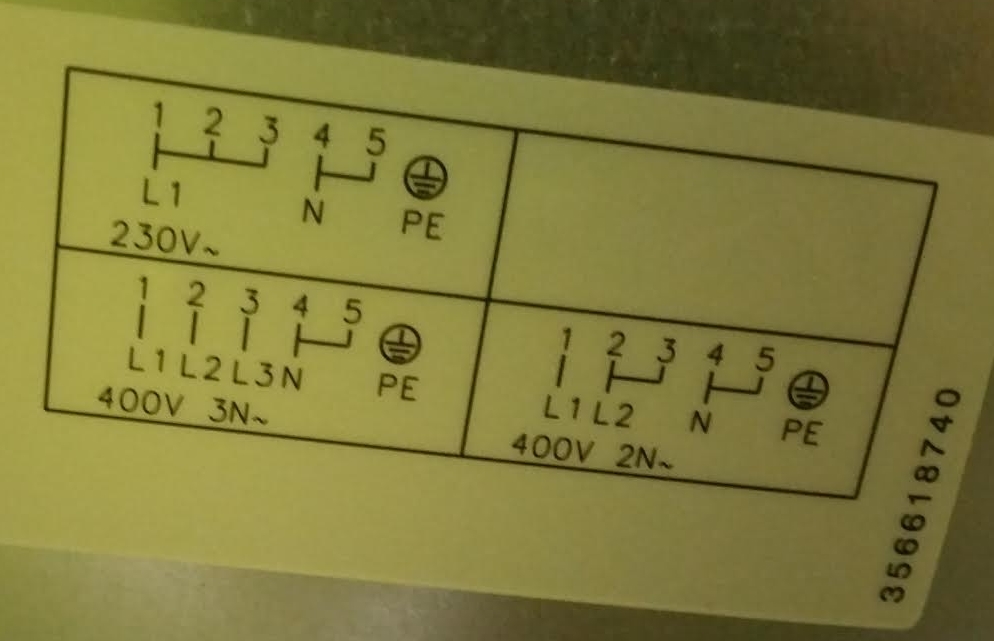 1 2 3 4 5
L1 N PE
230V~
1 2 3 4 5
L1 L2 L3 N PE
400V 3N~
1 2 3 4 5
L1 L2 N PE
400V 2N~
356618740